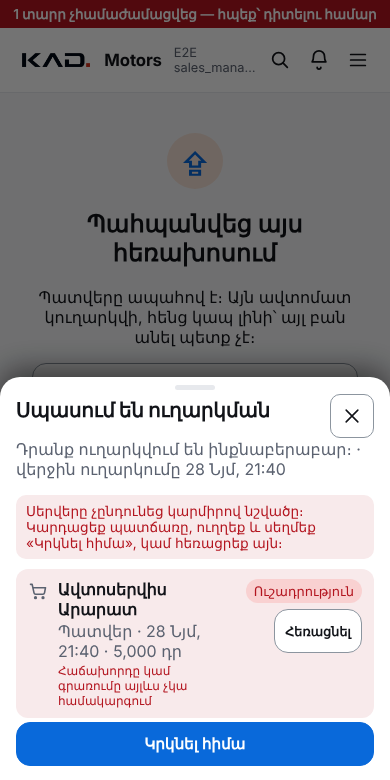 1 տարր չհամաժամացվեց — հպեք՝ դիտելու համար
KAD. Motors
E2E
sales_mana...
Պահպանվեց այս
հեռախոսում
Պատվերը ապահով է։ Այն ավտոմատ
կուղարկվի, հենց կապ լինի՝ այլ բան
անել պետք չէ։
Սպասում են ուղարկման
Դրանք ուղարկվում են ինքնաբերաբար։ ·
վերջին ուղարկումը 28 Նյմ, 21:40
Սերվերը չընդունեց կարմիրով նշվածը։
Կարդացեք պատճառը, ուղղեք և սեղմեք
«Կրկնել հիմա», կամ հեռացրեք այն։
Ավտոսերվիս
Արարատ
Ուշադրություն
Պատվեր · 28 Նյմ,
21:40 · 5,000 դր
Հեռացնել
Հաճախորդը կամ
գրառումը այլևս չկա
համակարգում
Կրկնել հիմա